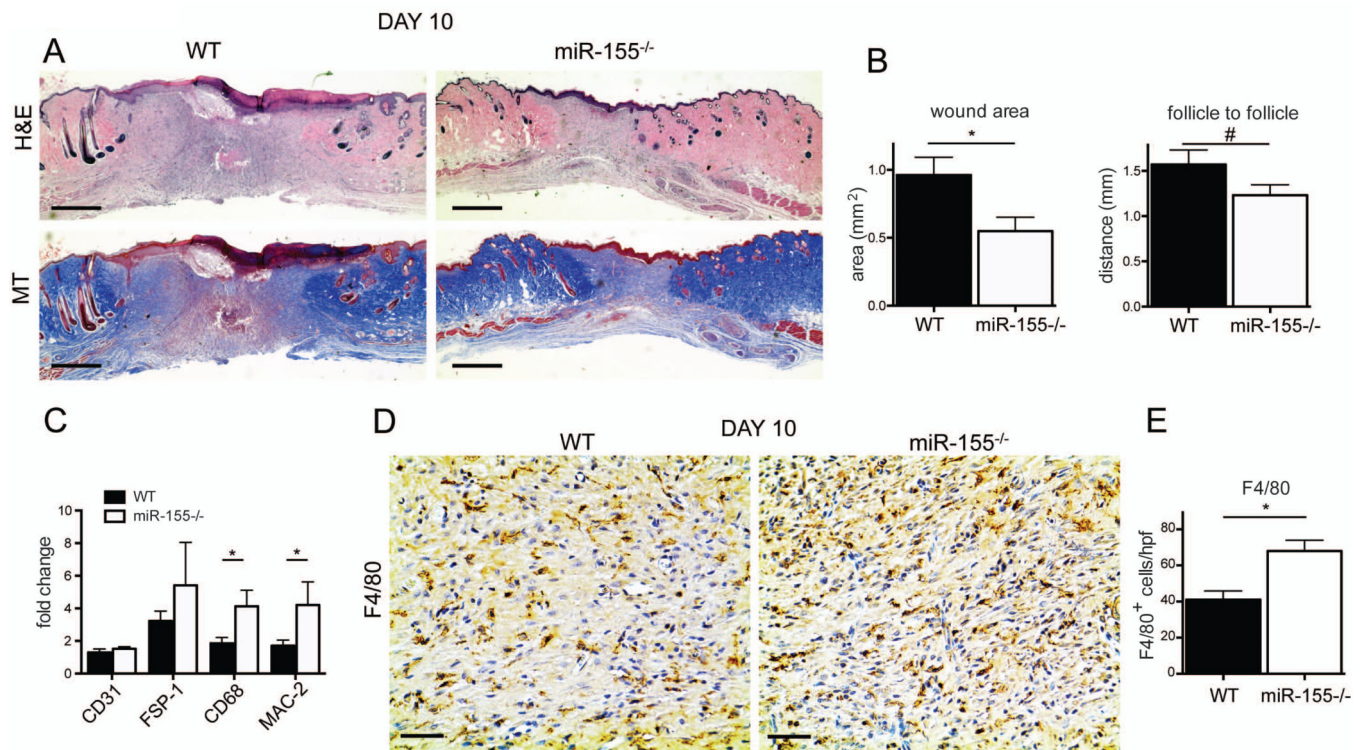 DAY 10
A
WT
miR-155-/-
H&E
MT
B
wound area
*
area (mm2)
1.0
0.5
0.0
WT
miR-155-/-
follicle to follicle
#
distance (mm)
1.5
1.0
0.5
0.0
WT
miR-155-/-
C
WT
miR-155-/-
fold change
10
8
6
4
2
0
*
*
CD31
FSP-1
CD68
MAC-2
D
DAY 10
WT
miR-155-/-
F4/80
E
F4/80
*
F4/80+ cells/hpf
80
60
40
20
0
WT
miR-155-/-